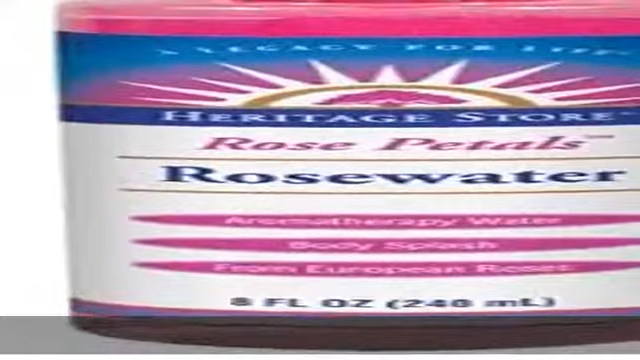 A LEGACY FOR LIFE
HERITAGE STORE
Rose Petals™
Rosewater
Aromatherapy Water
Body Splash
From European Roses
8 FL OZ (240 mL)